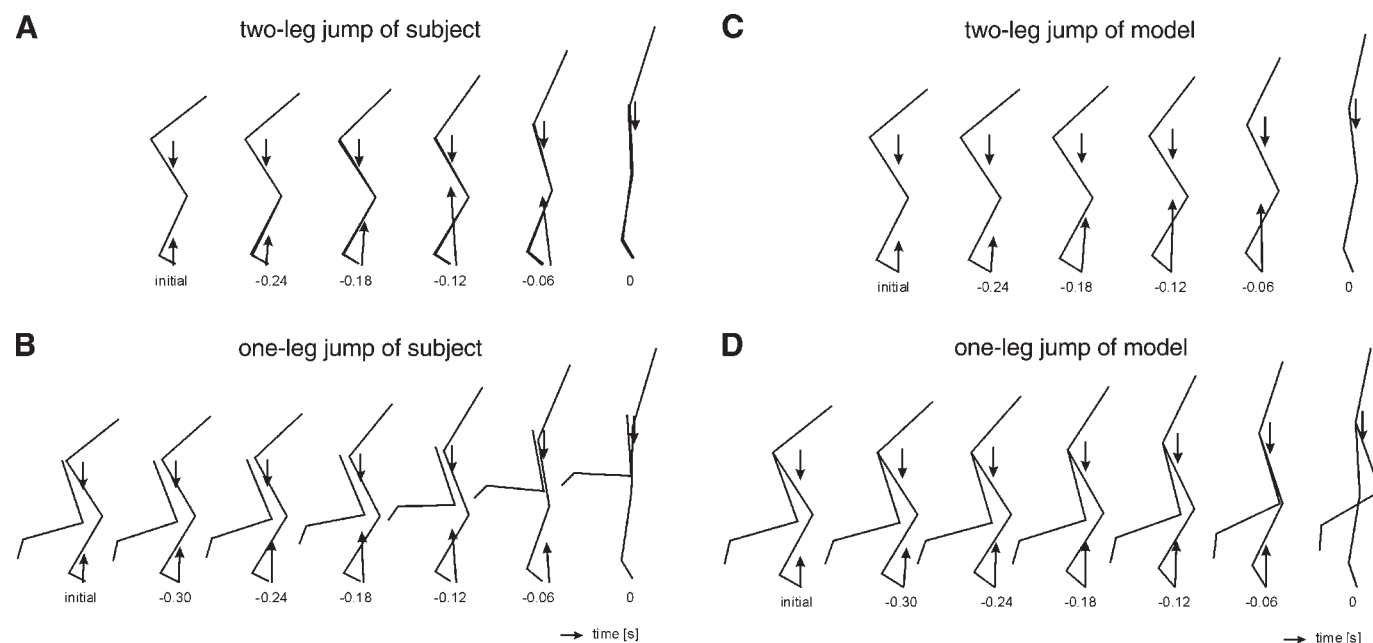 A
two-leg jump of subject
initial -0.24 -0.18 -0.12 -0.06 0
B
one-leg jump of subject
initial -0.30 -0.24 -0.18 -0.12 -0.06 0
time [s]
C
two-leg jump of model
initial -0.24 -0.18 -0.12 -0.06 0
D
one-leg jump of model
initial -0.30 -0.24 -0.18 -0.12 -0.06 0
time [s]